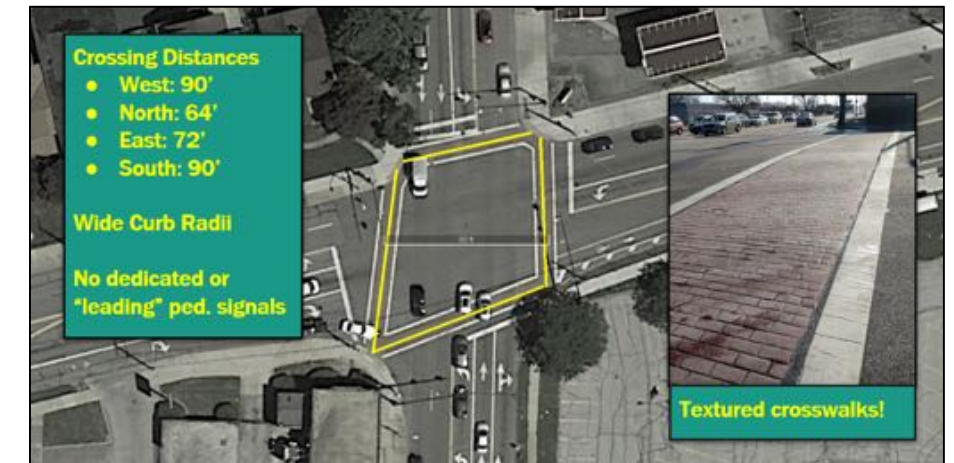 Crossing Distances
● West: 90’
● North: 64’
● East: 72’
● South: 90’
Wide Curb Radii
No dedicated or
“leading” ped. signals
Textured crosswalks!